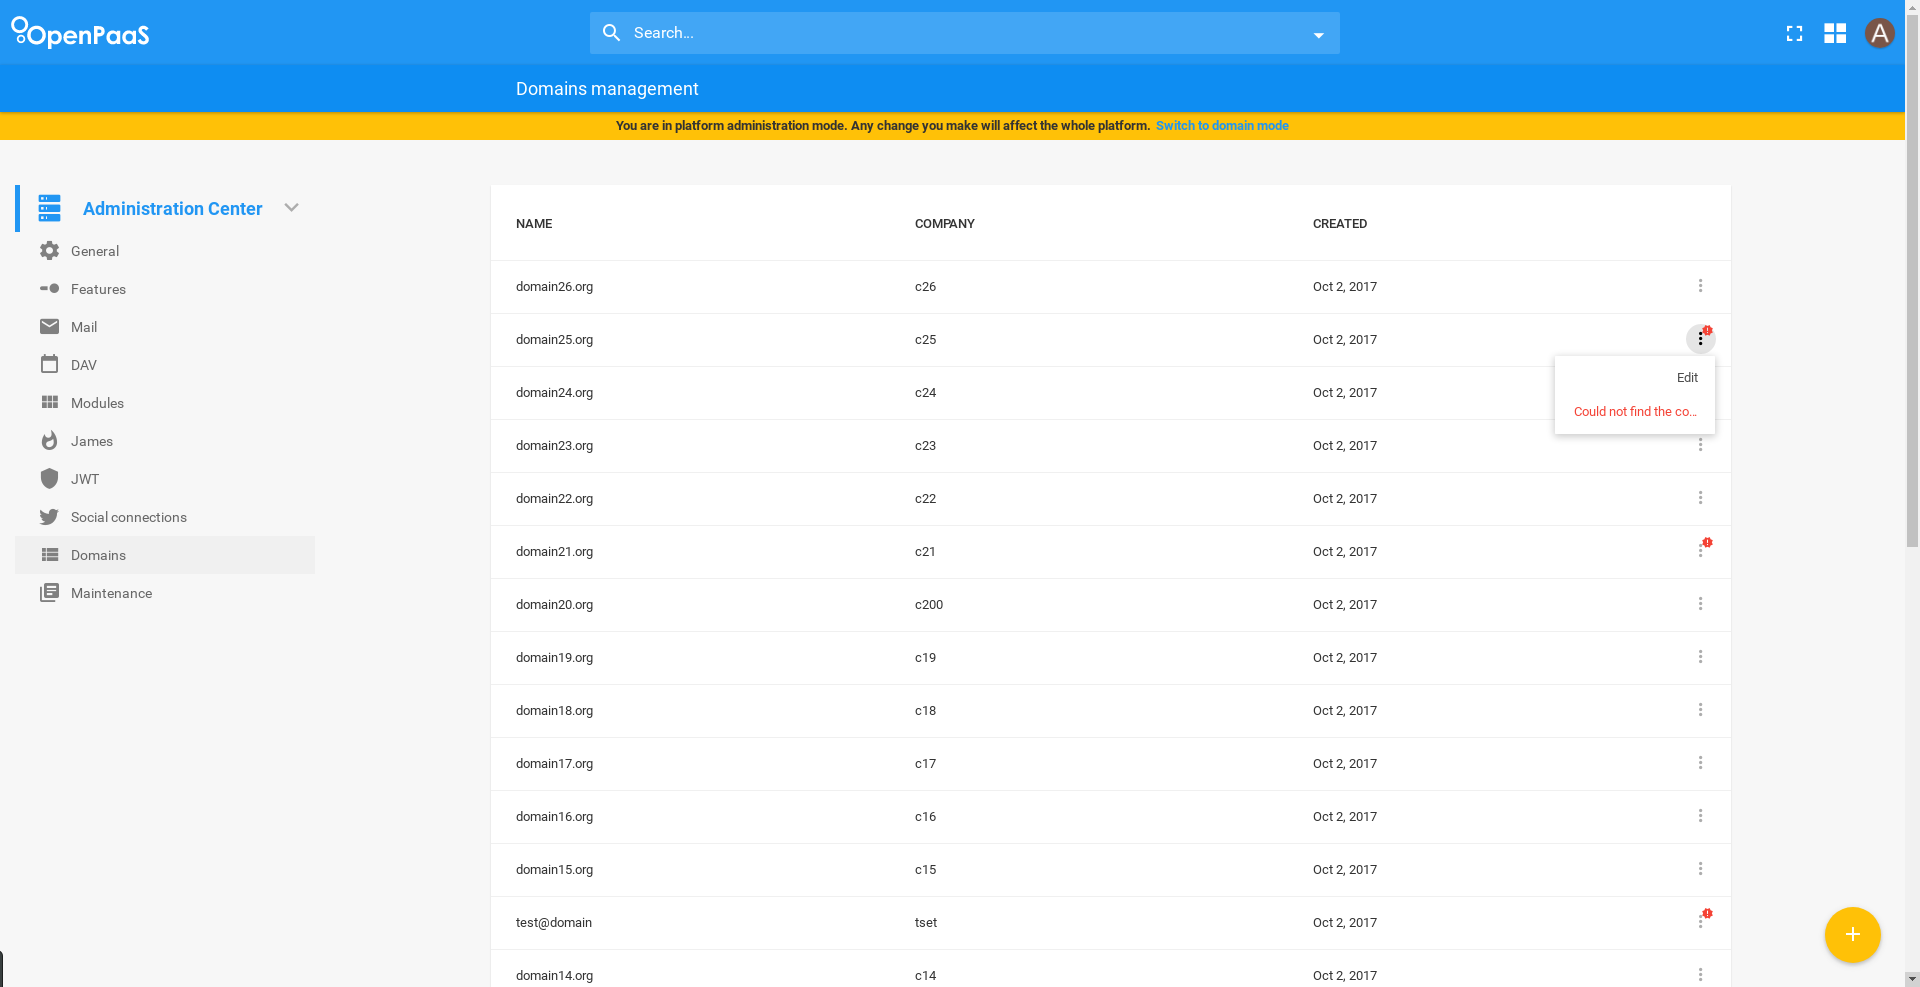 OpenPaaS
Search...
A
Domains management
You are in platform administration mode. Any change you make will affect the whole platform. Switch to domain mode
Administration Center
General
Features
Mail
DAV
Modules
James
JWT
Social connections
Domains
Maintenance
NAME COMPANY CREATED
domain26.org c26 Oct 2, 2017
domain25.org c25 Oct 2, 2017
Edit
Could not find the co...
domain24.org c24 Oct 2, 2017
domain23.org c23 Oct 2, 2017
domain22.org c22 Oct 2, 2017
domain21.org c21 Oct 2, 2017
domain20.org c200 Oct 2, 2017
domain19.org c19 Oct 2, 2017
domain18.org c18 Oct 2, 2017
domain17.org c17 Oct 2, 2017
domain16.org c16 Oct 2, 2017
domain15.org c15 Oct 2, 2017
test@domain tset Oct 2, 2017
domain14.org c14 Oct 2, 2017